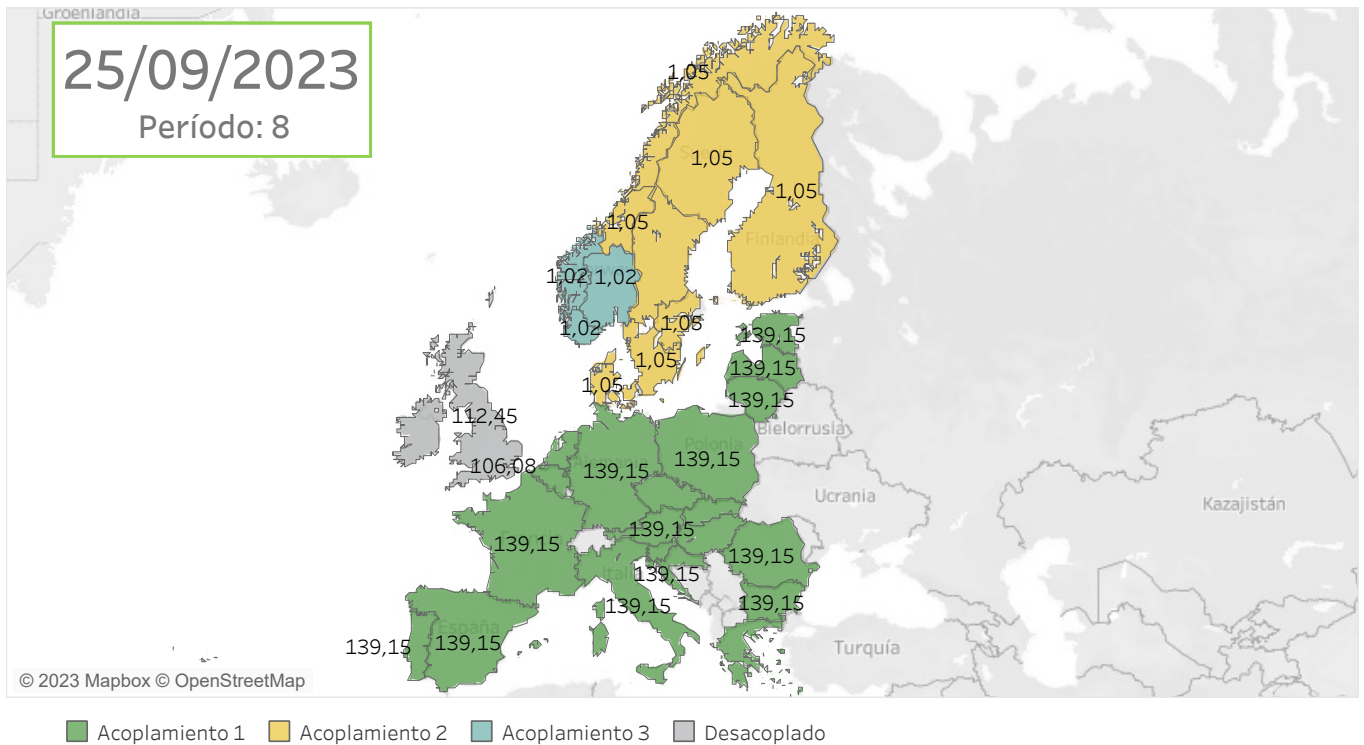 Groenlandia
25/09/2023
Período: 8
1,05
1,05
1,05
1,05
Finlandia
1,02
1,02
1,02
1,05
1,05
1,05
139,15
139,15
139,15
112,45
106,08
Bielorrusia
Polonia
Alemania
139,15
139,15
Ucrania
Kazajistán
139,15
139,15
139,15
Italia
139,15
139,15
139,15
España
139,15
139,15
Turquía
© 2023 Mapbox © OpenStreetMap
Acoplamiento 1
Acoplamiento 2
Acoplamiento 3
Desacoplado